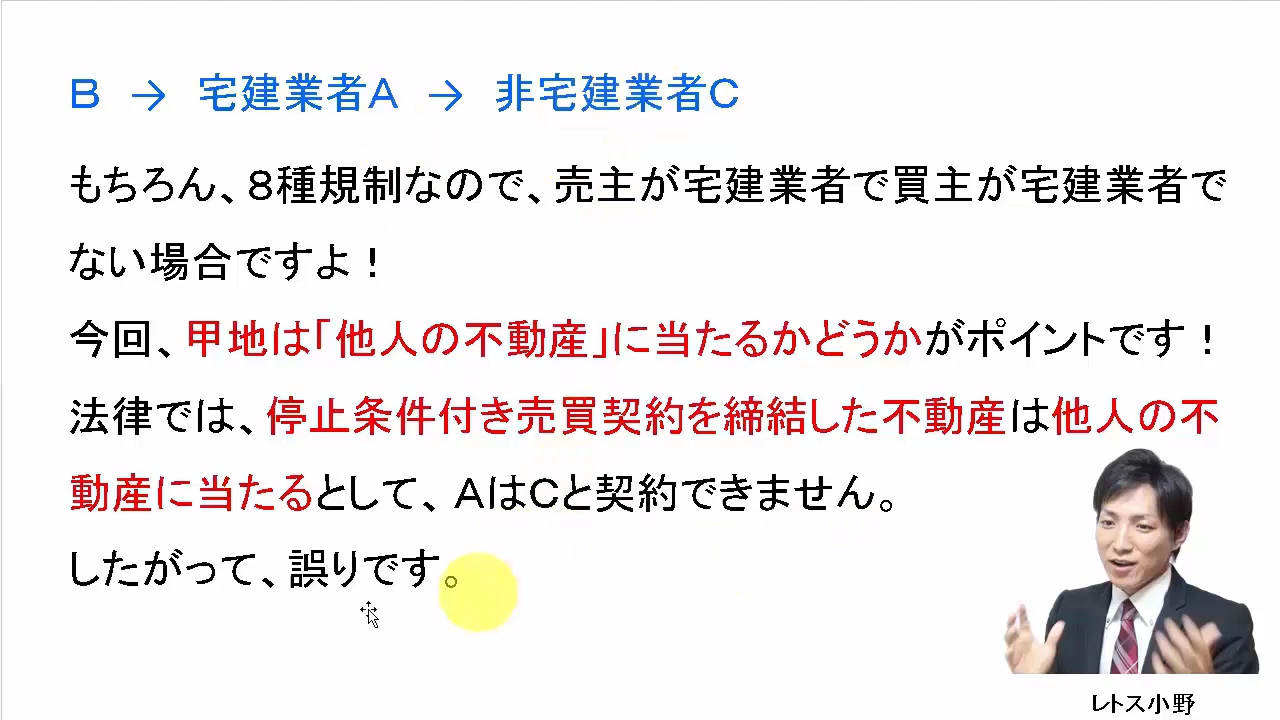 B → 宅建業者A → 非宅建業者C
もちろん、8種規制なので、売主が宅建業者で買主が宅建業者で
ない場合ですよ！
今回、甲地は「他人の不動産」に当たるかどうかがポイントです！
法律では、停止条件付き売買契約を締結した不動産は他人の不
動産に当たるとして、AはCと契約できません。
したがって、誤りです。
レトス小野